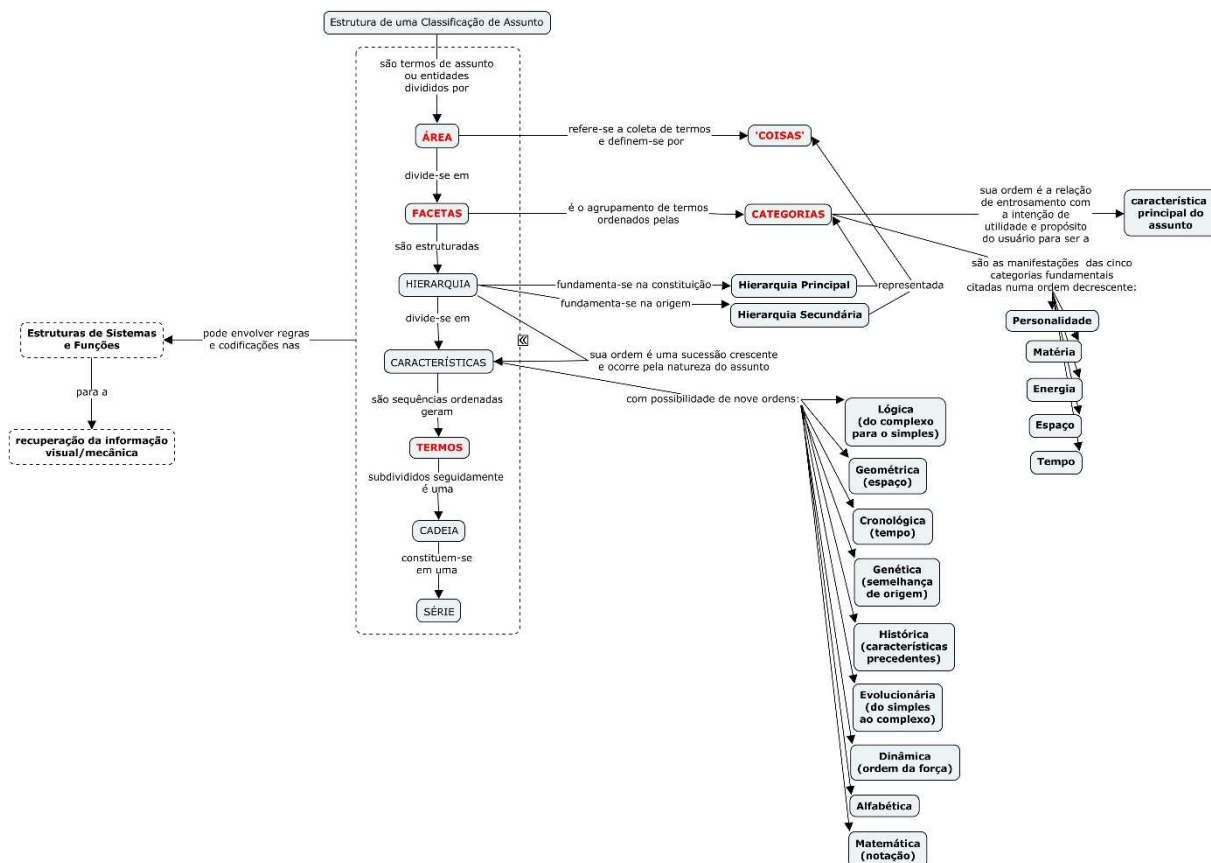 Estrutura de uma Classificação de Assunto
são termos de assunto
ou entidades
divididos por
ÁREA
refere-se a coleta de termos
e definem-se por
'COISAS'
divide-se em
FACETAS
é o agrupamento de termos
ordenados pelas
CATEGORIAS
sua ordem é a relação
de entrosamento com
a intenção de
utilidade e propósito
do usuário para ser a
característica
principal do
assunto
são estruturadas
são as manifestações das cinco
categorias fundamentais
citadas numa ordem decrescente:
HIERARQUIA
fundamenta-se na constituição
Hierarquia Principal
representada
fundamenta-se na origem
Hierarquia Secundária
Personalidade
Matéria
Energia
Espaço
Tempo
divide-se em
Estruturas de Sistemas
e Funções
pode envolver regras
e codificações nas
CARACTERÍSTICAS
sua ordem é uma sucessão crescente
e ocorre pela natureza do assunto
para a
recuperação da informação
visual/mecânica
são sequências ordenadas
geram
com possibilidade de nove ordens:
TERMOS
subdivididos seguidamente
é uma
CADEIA
constituem-se
em uma
SÉRIE
Lógica
(do complexo
para o simples)
Geométrica
(espaço)
Cronológica
(tempo)
Genética
(semelhança
de origem)
Histórica
(características
precedentes)
Evolucionária
(do simples
ao complexo)
Dinâmica
(ordem da força)
Alfabética
Matemática
(notação)